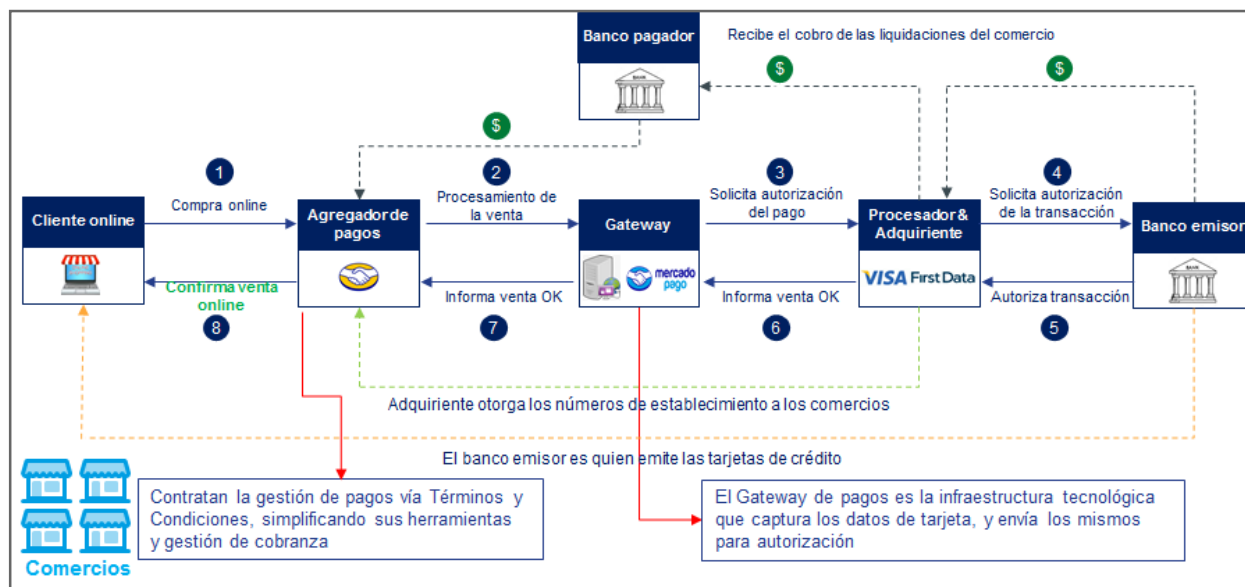 Banco pagador
Recibe el cobro de las liquidaciones del comercio
BANK
$
$
$
1
2
3
4
Compra online
Procesamiento de
la venta
Solicita autorización
del pago
Solicita autorización
de la transacción
Cliente online
Agregador de
pagos
Gateway
Procesador &
Adquiriente
Banco emisor
mercado
pago
VISA
First Data
BANK
Confirma venta
online
Informa venta OK
Informa venta OK
Autoriza transacción
8
7
6
5
Adquiriente otorga los números de establecimiento a los comercios
El banco emisor es quien emite las tarjetas de crédito
Contratan la gestión de pagos vía Términos y
Condiciones, simplificando sus herramientas
y gestión de cobranza
El Gateway de pagos es la infraestructura tecnológica
que captura los datos de tarjeta, y envía los mismos
para autorización
Comercios